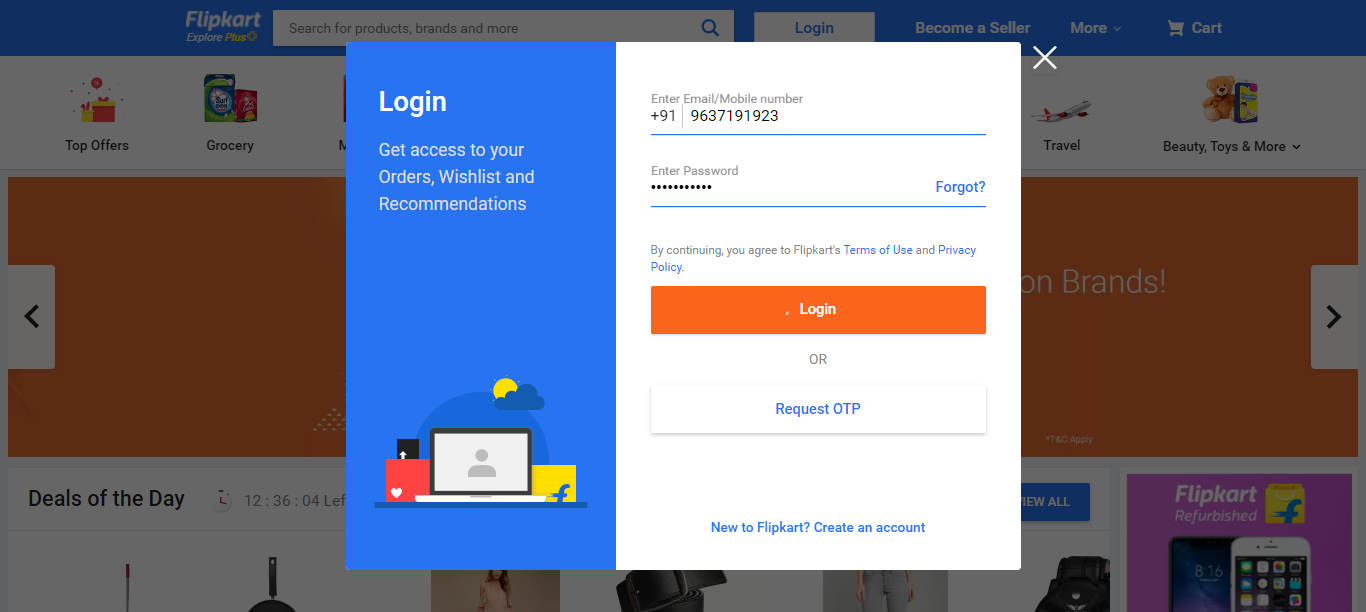 Flipkart
Explore Plus
Search for products, brands and more
Login
Become a Seller
More
Cart
Top Offers
Grocery
M
Travel
Beauty, Toys & More
Login
Get access to your
Orders, Wishlist and
Recommendations
Enter Email/Mobile number
+91 9637191923
Enter Password
•••••••••••
Forgot?
By continuing, you agree to Flipkart's Terms of Use and Privacy
Policy.
Login
OR
Request OTP
New to Flipkart? Create an account
on Brands!
*T&C Apply
Deals of the Day
12 : 36 : 04 Left
VIEW ALL
Flipkart
Refurbished
8:16